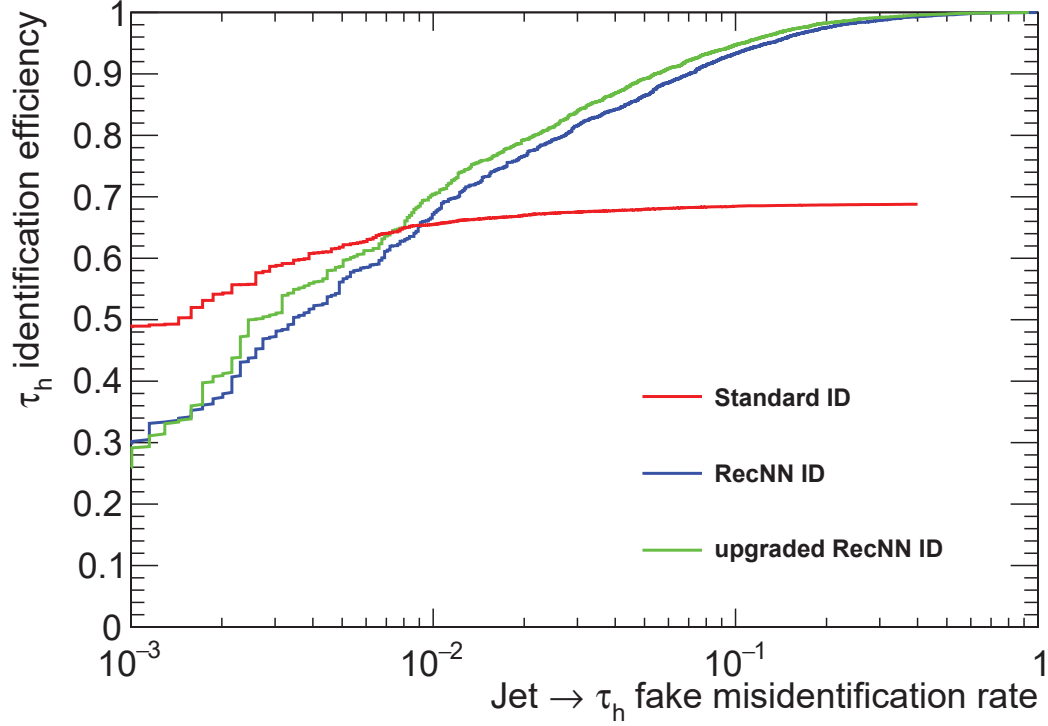 τh identification efficiency
1
0.9
0.8
0.7
0.6
0.5
0.4
0.3
0.2
0.1
0
Standard ID
RecNN ID
upgraded RecNN ID
10−3 10−2 10−1 1
Jet → τh fake misidentification rate